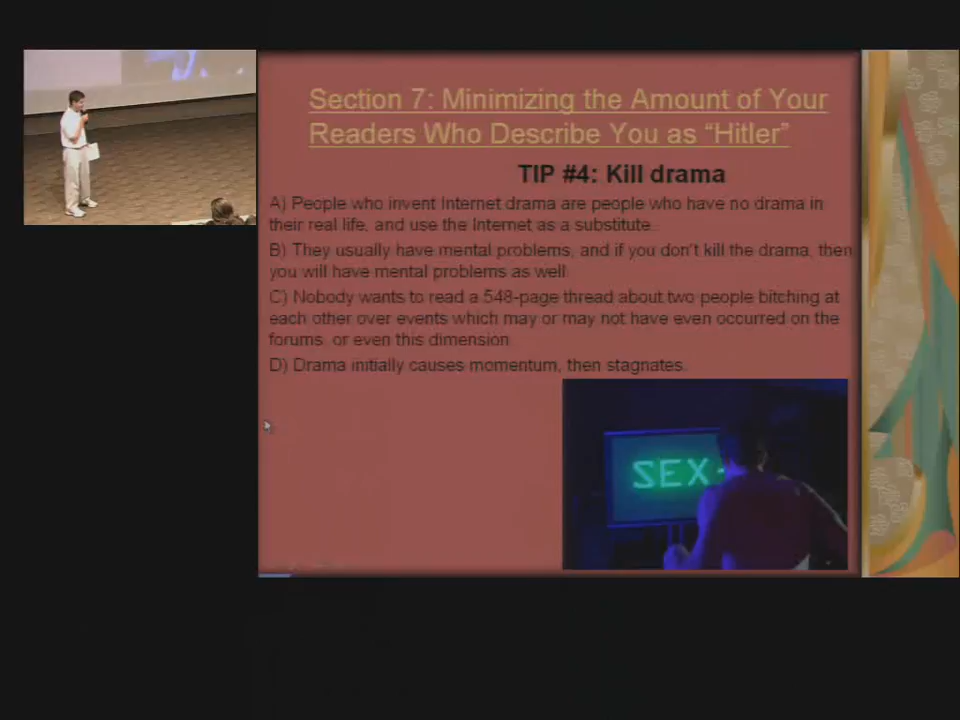 Section 7: Minimizing the Amount of Your
Readers Who Describe You as “Hitler”
TIP #4: Kill drama
A) People who invent Internet drama are people who have no drama in
their real life, and use the Internet as a substitute.
B) They usually have mental problems, and if you don't kill the drama, then
you will have mental problems as well.
C) Nobody wants to read a 548-page thread about two people bitching at
each other over events which may or may not have even occurred on the
forums, or even this dimension.
D) Drama initially causes momentum, then stagnates.
SEX-